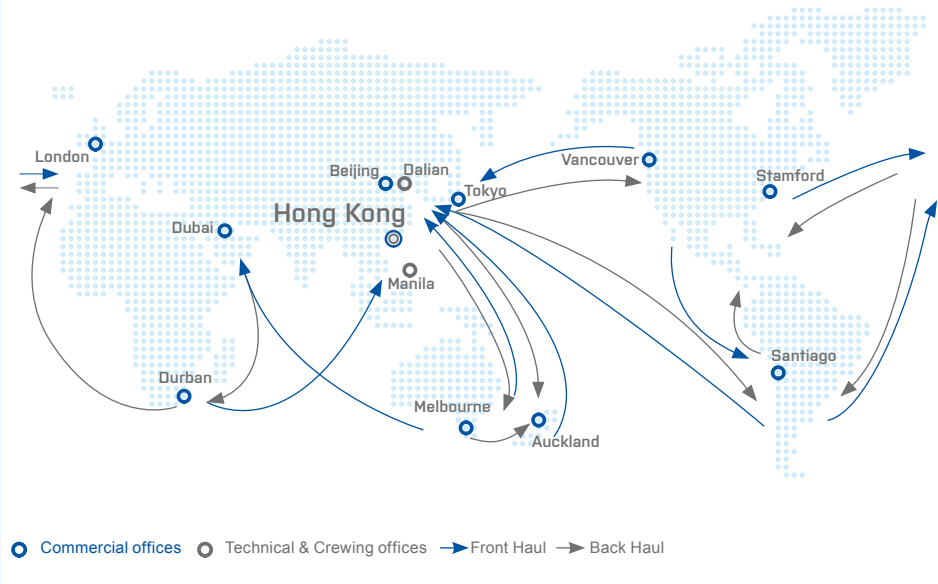 London
Beijing
Dalian
Tokyo
Vancouver
Stamford
Hong Kong
Dubai
Manila
Durban
Melbourne
Auckland
Santiago
Commercial offices
Technical & Crewing offices
Front Haul
Back Haul